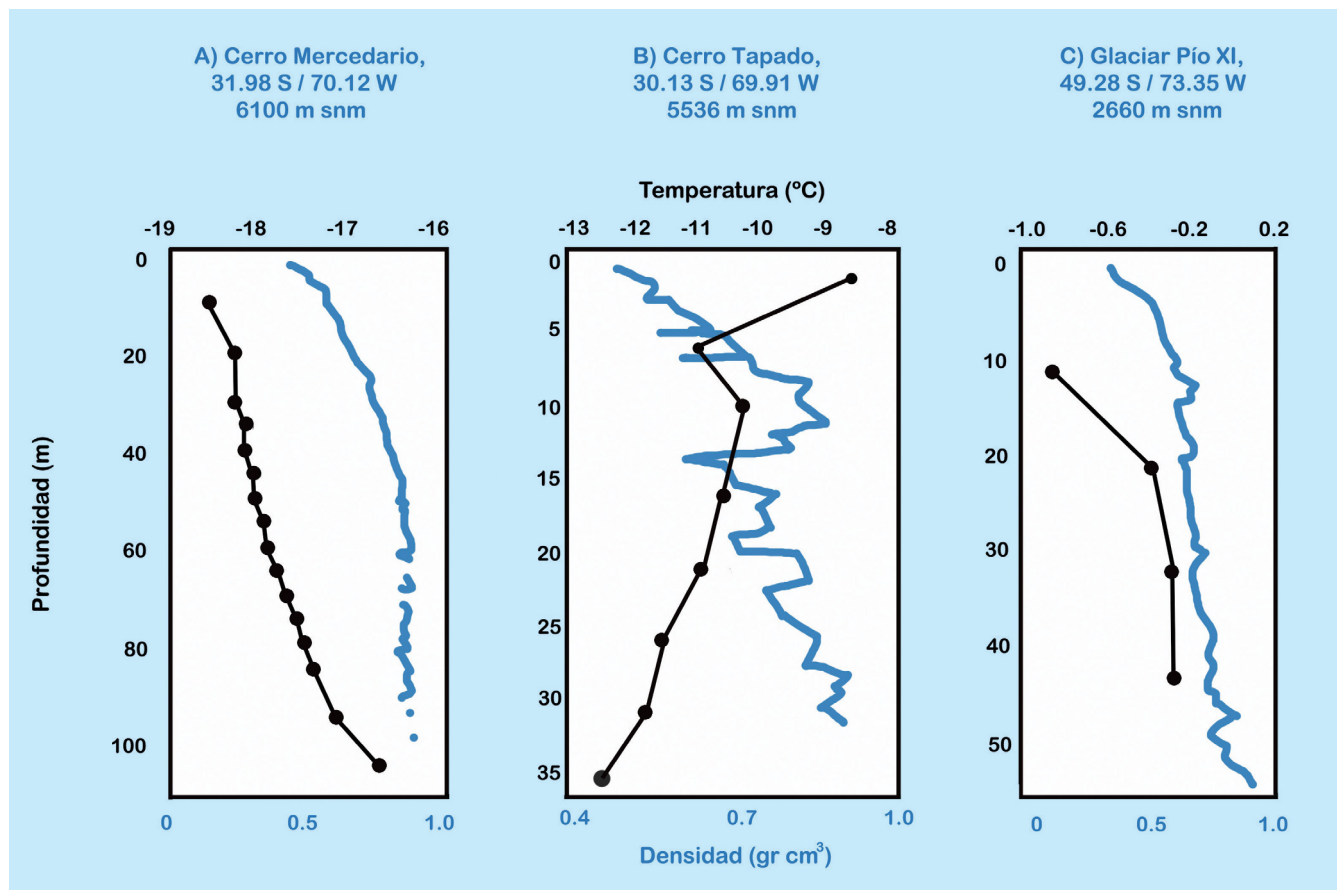 A) Cerro Mercedario,
31.98 S / 70.12 W
6100 m snm
B) Cerro Tapado,
30.13 S / 69.91 W
5536 m snm
C) Glaciar Pío XI,
49.28 S / 73.35 W
2660 m snm
Temperatura (ºC)
-19 -18 -17 -16
-13 -12 -11 -10 -9 -8
-1.0 -0.6 -0.2 0.2
Profundidad (m)
0
20
40
60
80
100
0
5
10
15
20
25
30
35
0
10
20
30
40
50
0 0.5 1.0
0.4 0.7 1.0
0 0.5 1.0
Densidad (gr cm³)